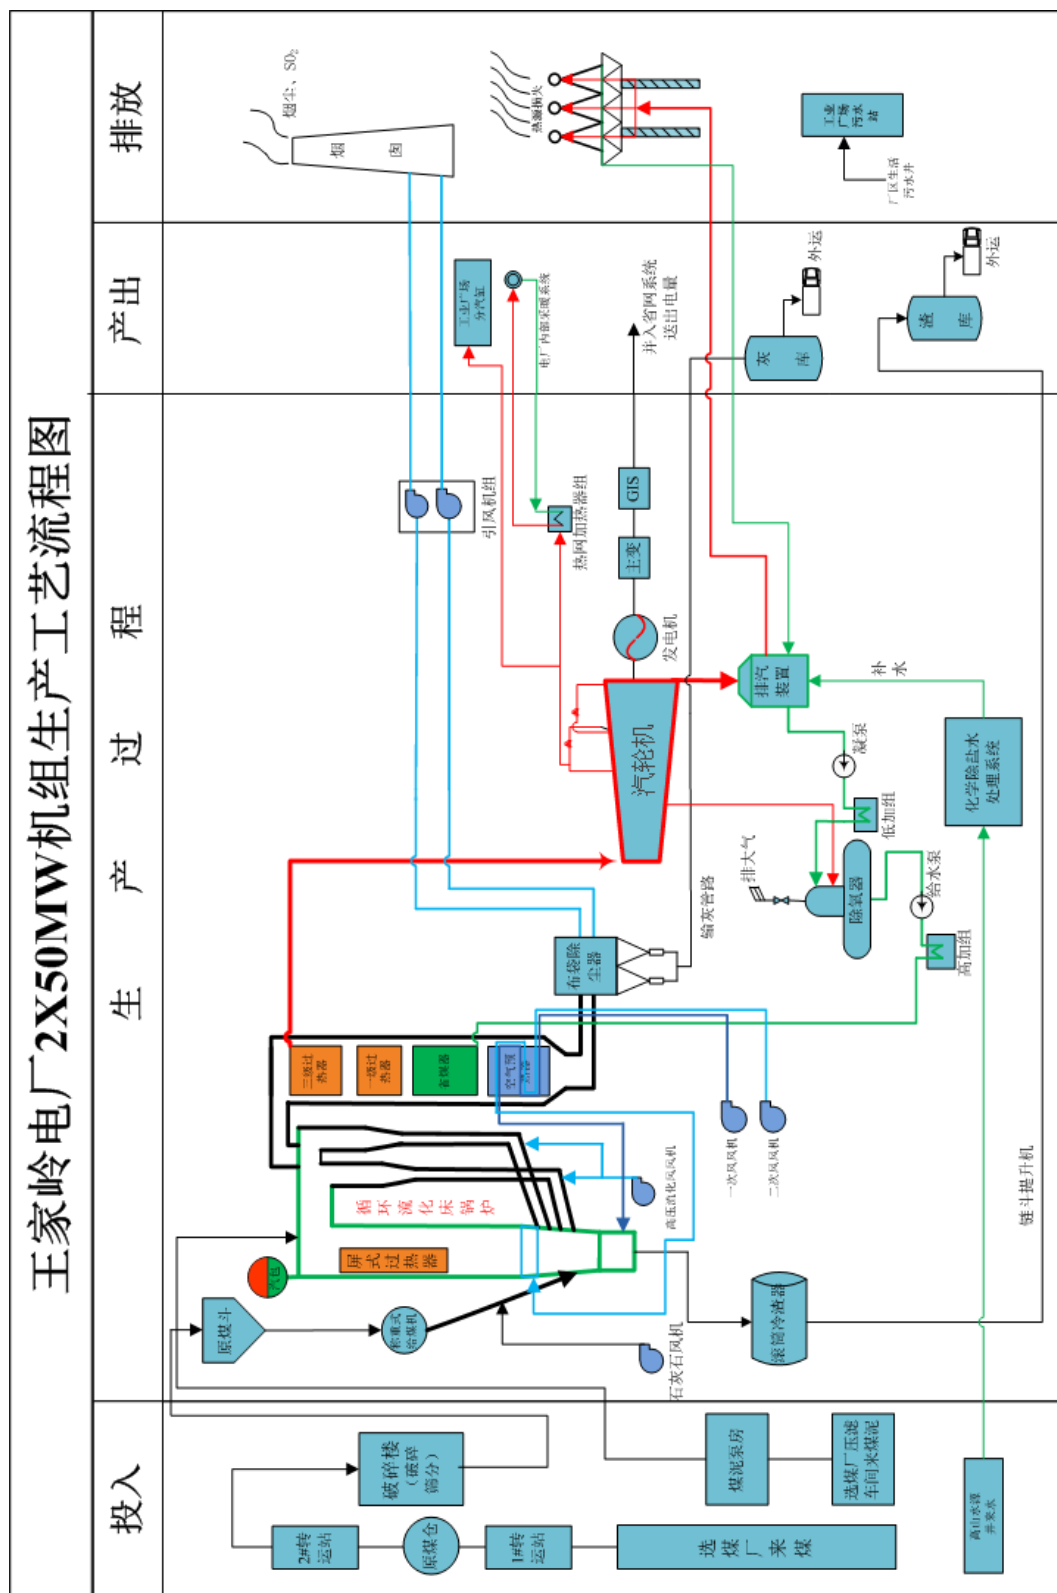 王家岭电厂2X50MW机组生产工艺流程图
投入
生产过程
产出
排放
选煤厂来煤
1#转
运站
原煤仓
2#转
运站
破碎楼
（破碎
筛分）
煤泥泵房
选煤厂压滤
车间来煤泥
高山水源
井来水
原煤斗
称重式
给煤机
汽包
屏式过热器
循环流化床锅炉
石灰石风机
滚筒冷渣器
高压流化风风机
一次风风机
二次风风机
链斗提升机
三级过
热器
一级过
热器
省煤器
空气预
布袋除
尘器
输灰管路
引风机组
汽轮机
发电机
主变
GIS
并入省网系统
送出电量
热网加热器组
工业广场
分汽缸
电厂内部采暖系统
排汽
装置
凝泵
低加组
排大气
除氧器
给水泵
高加组
补水
化学除盐水
处理系统
灰库
外运
渣库
外运
烟囱
烟尘、SO₂
热源损失
厂区生活
污水井
工业
广场污水
站